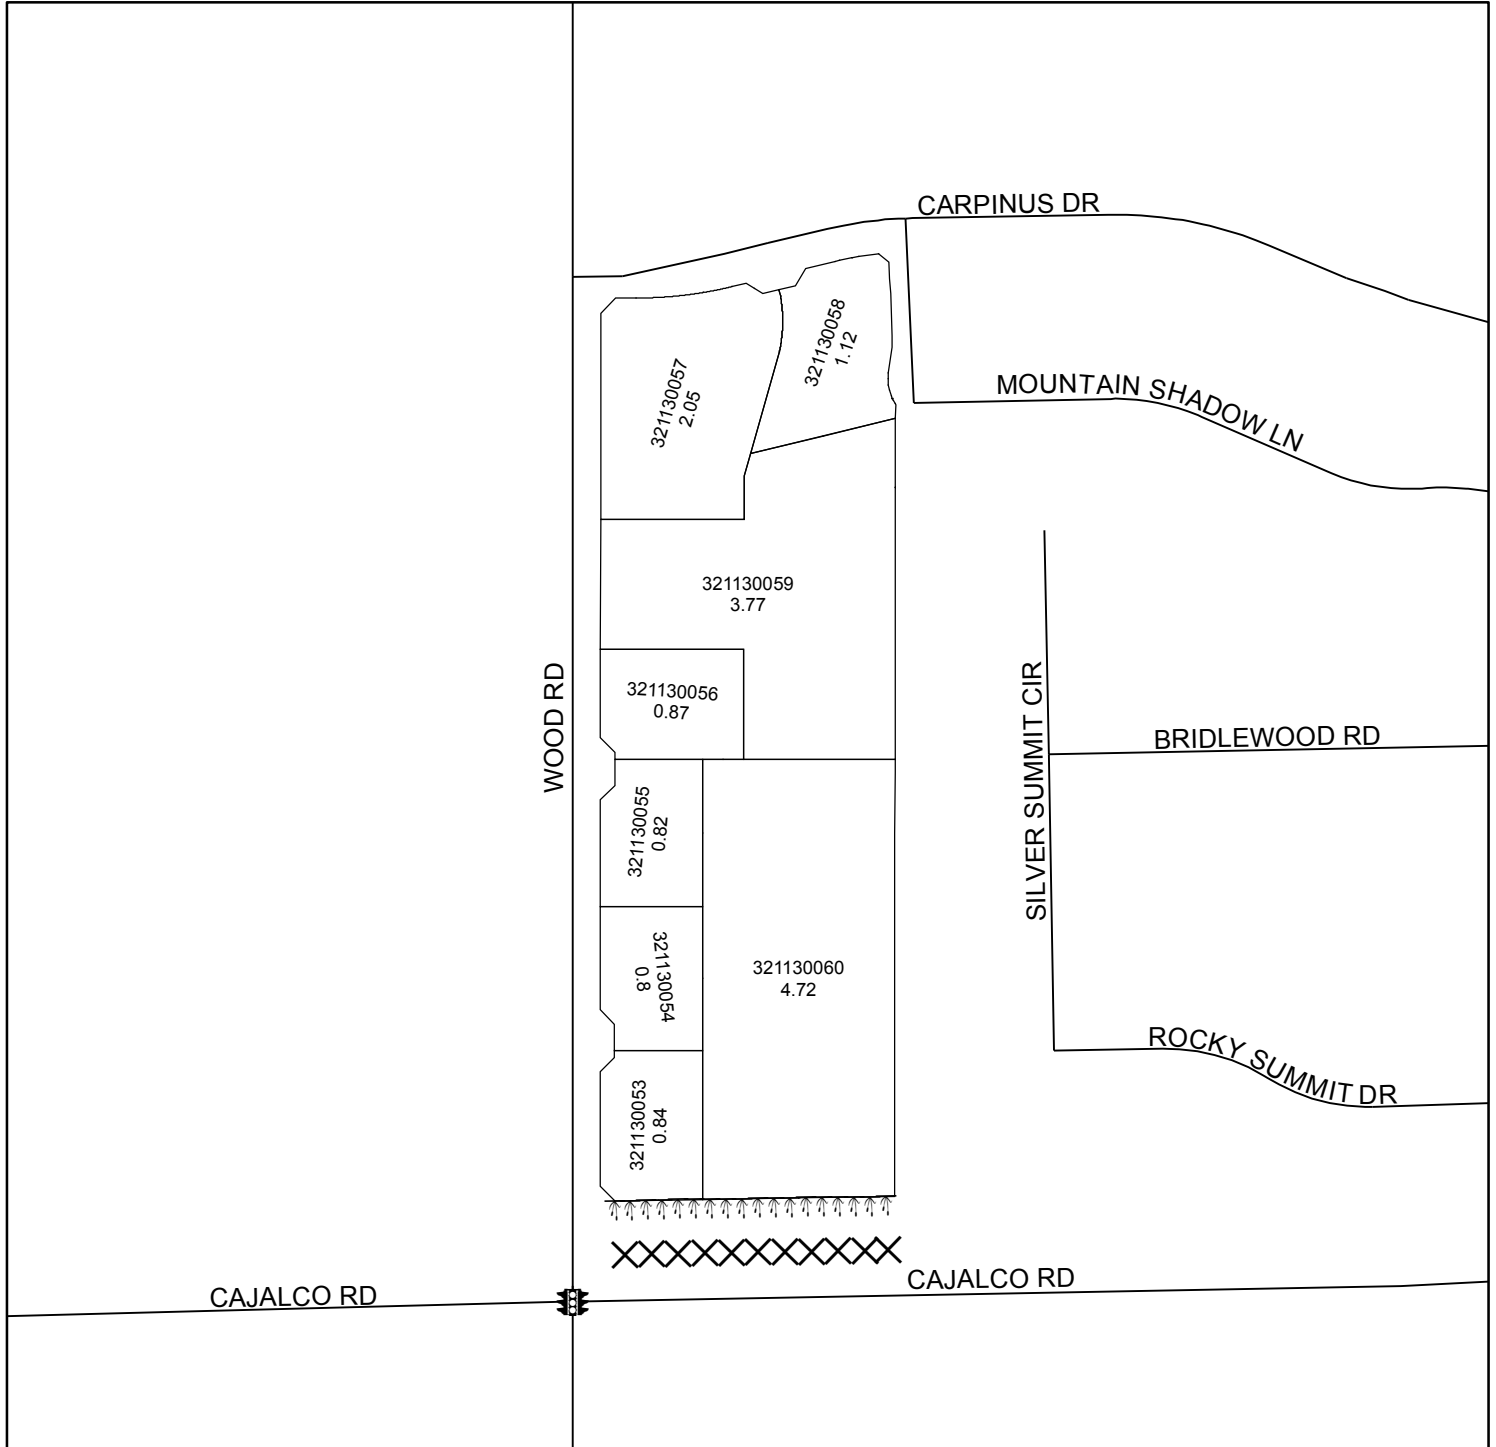 CARPINUS DR
321130058
1.12
321130057
2.05
MOUNTAIN SHADOW LN
321130059
3.77
WOOD RD
321130056
0.87
SILVER SUMMIT CIR
BRIDLEWOOD RD
321130055
0.82
321130054
0.8
321130060
4.72
ROCKY SUMMIT DR
321130053
0.84
CAJALCO RD
CAJALCO RD